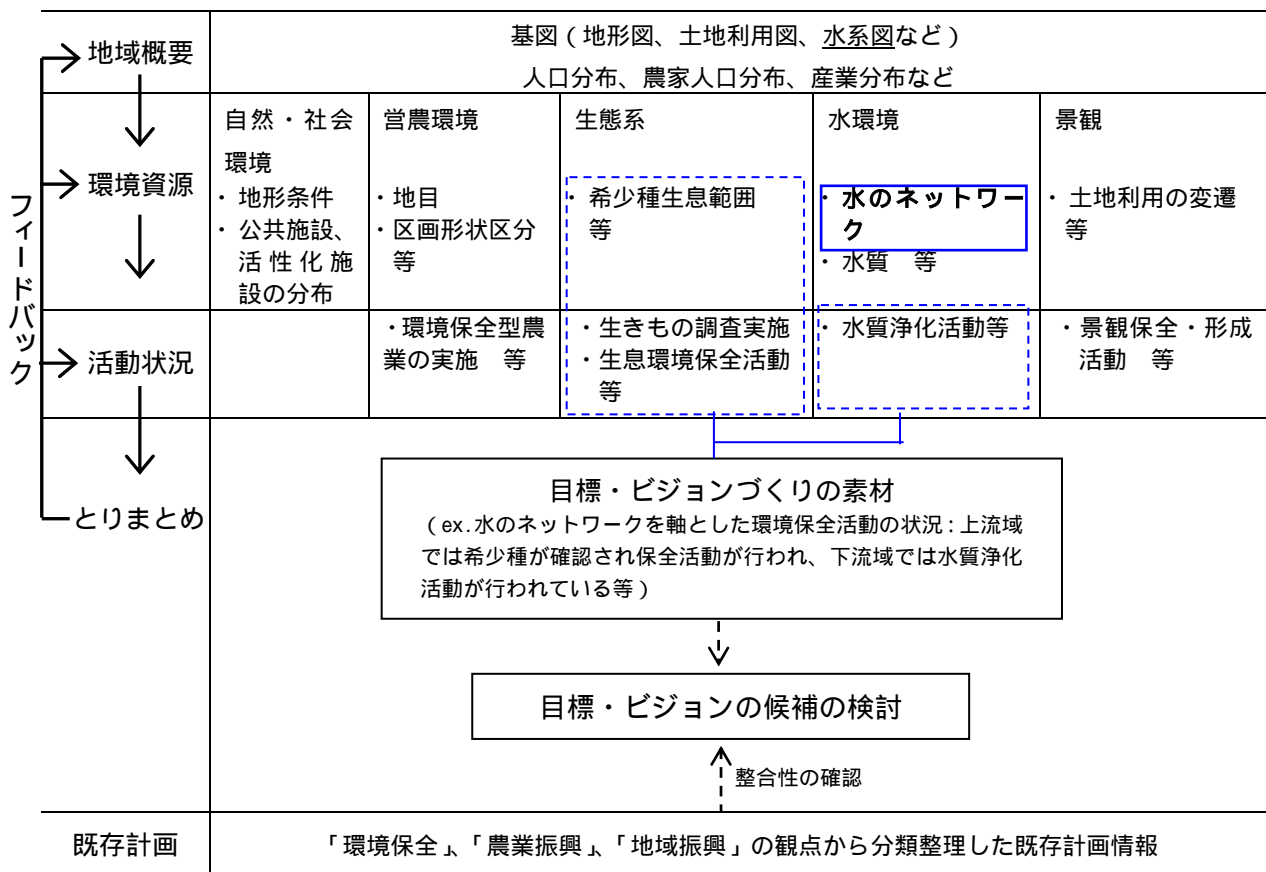 地域概要
基図（地形図、土地利用図、水系図など）
人口分布、農家人口分布、産業分布など
フィードバック
環境資源
自然・社会
環境
・地形条件
・公共施設、
活性化施
設の分布
営農環境
・地目
・区画形状区分
等
生態系
・希少種生息範囲
等
水環境
・水のネットワー
ク
・水質　等
景観
・土地利用の変遷
等
活動状況
・環境保全型農
業の実施　等
・生きもの調査実施
・生息環境保全活動
等
・水質浄化活動等
・景観保全・形成
活動　等
とりまとめ
目標・ビジョンづくりの素材
（ex.水のネットワークを軸とした環境保全活動の状況：上流域
では希少種が確認され保全活動が行われ、下流域では水質浄化
活動が行われている等）
目標・ビジョンの候補の検討
整合性の確認
既存計画
「環境保全」、「農業振興」、「地域振興」の観点から分類整理した既存計画情報